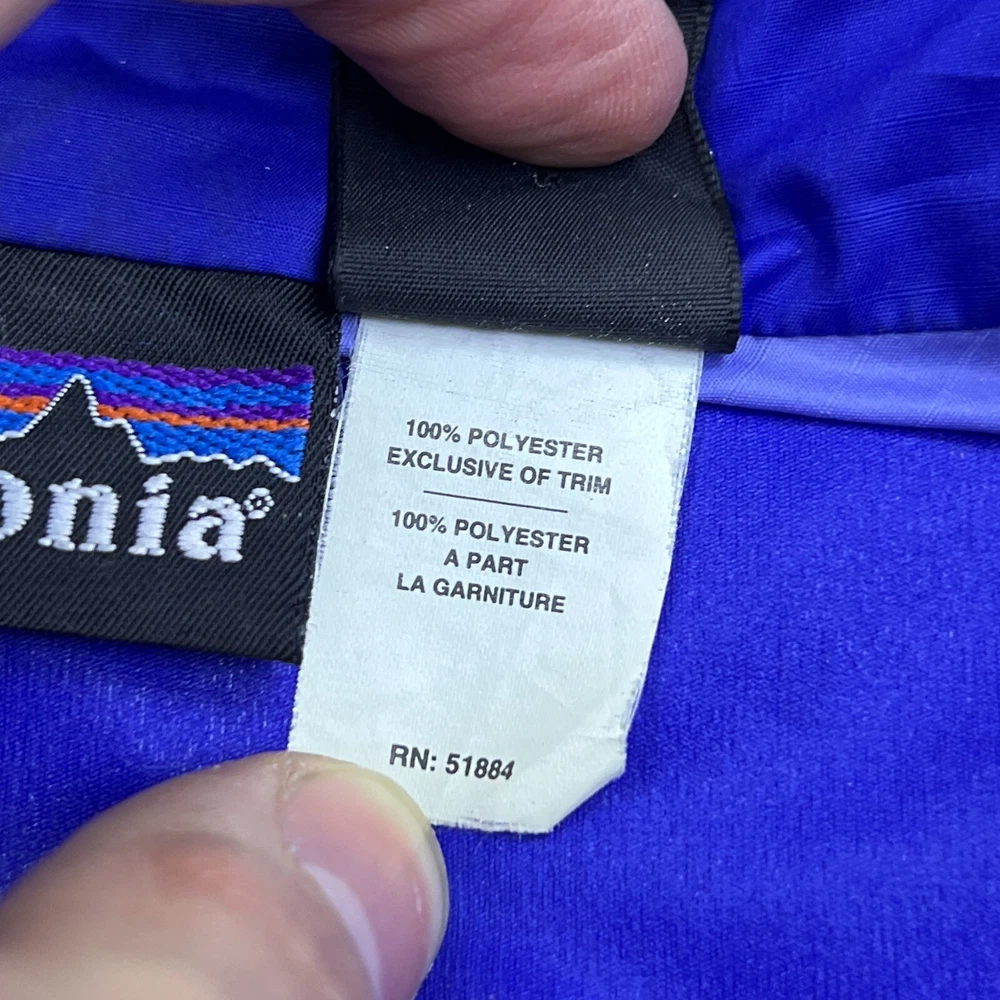 onia®
100% POLYESTER
EXCLUSIVE OF TRIM
100% POLYESTER
A PART
LA GARNITURE
RN: 51884